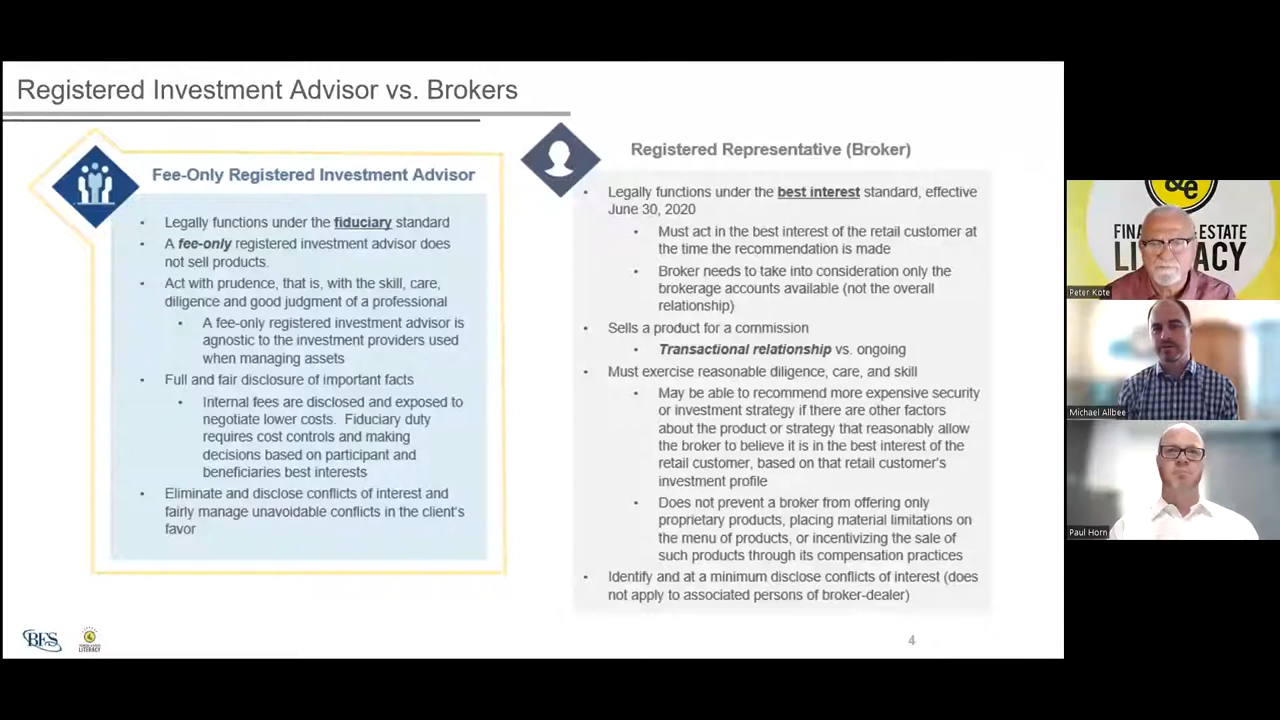 Registered Investment Advisor vs. Brokers
Fee-Only Registered Investment Advisor
• Legally functions under the fiduciary standard
• A fee-only registered investment advisor does
not sell products.
• Act with prudence, that is, with the skill, care,
diligence and good judgment of a professional
• A fee-only registered investment advisor is
agnostic to the investment providers used
when managing assets
• Full and fair disclosure of important facts
• Internal fees are disclosed and exposed to
negotiate lower costs. Fiduciary duty
requires cost controls and making
decisions based on participant and
beneficiaries best interests
• Eliminate and disclose conflicts of interest and
fairly manage unavoidable conflicts in the client's
favor
Registered Representative (Broker)
• Legally functions under the best interest standard, effective
June 30, 2020
• Must act in the best interest of the retail customer at
the time the recommendation is made
• Broker needs to take into consideration only the
brokerage accounts available (not the overall
relationship)
• Sells a product for a commission
• Transactional relationship vs. ongoing
• Must exercise reasonable diligence, care, and skill
• May be able to recommend more expensive security
or investment strategy if there are other factors
about the product or strategy that reasonably allow
the broker to believe it is in the best interest of the
retail customer, based on that retail customer's
investment profile
• Does not prevent a broker from offering only
proprietary products, placing material limitations on
the menu of products, or incentivizing the sale of
such products through its compensation practices
• Identify and at a minimum disclose conflicts of interest (does
not apply to associated persons of broker-dealer)
BFS
LITERACY
4
&e
FINA ESTATE
LI ACY
Peter Kote
Michael Allbee
Paul Horn